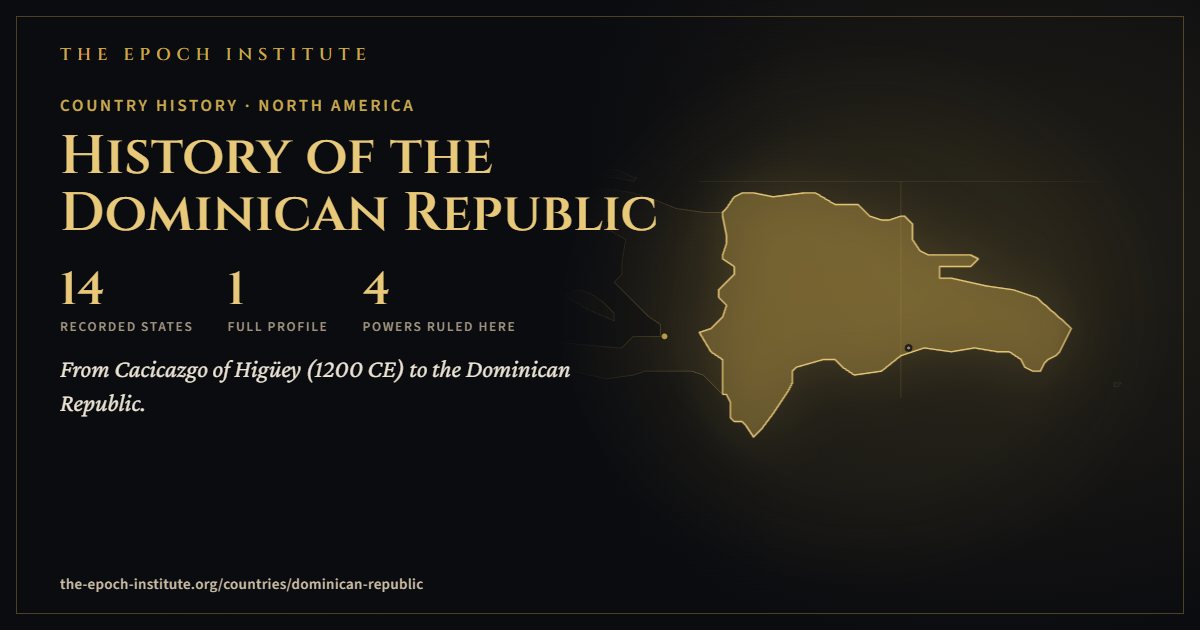 THE EPOCH INSTITUTE
COUNTRY HISTORY · NORTH AMERICA
History of the
Dominican Republic
14 1 4
RECORDED STATES FULL PROFILE POWERS RULED HERE
From Cacicazgo of Higüey (1200 CE) to the Dominican
Republic.
the-epoch-institute.org/countries/dominican-republic